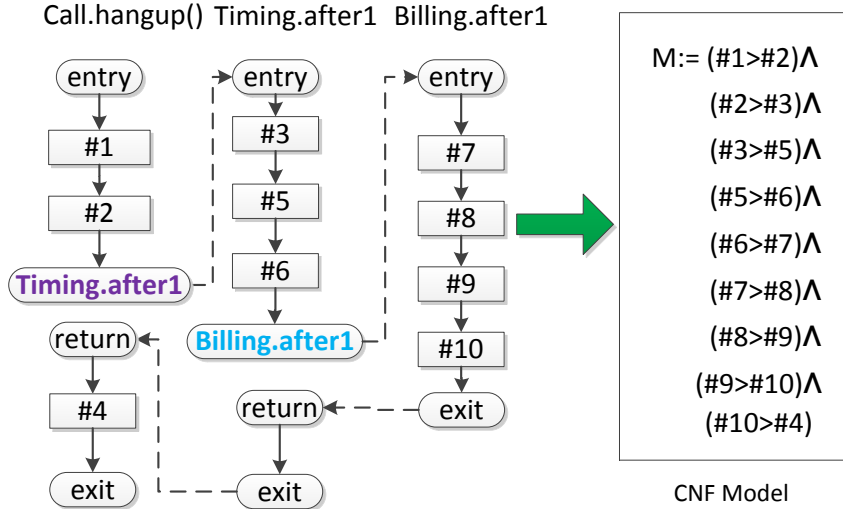 Call.hangup() Timing.after1 Billing.after1
entry
#1
#2
Timing.after1
return
#4
exit
entry
#3
#5
#6
Billing.after1
return
exit
entry
#7
#8
#9
#10
exit
M:= (#1>#2)Λ
(#2>#3)Λ
(#3>#5)Λ
(#5>#6)Λ
(#6>#7)Λ
(#7>#8)Λ
(#8>#9)Λ
(#9>#10)Λ
(#10>#4)
CNF Model